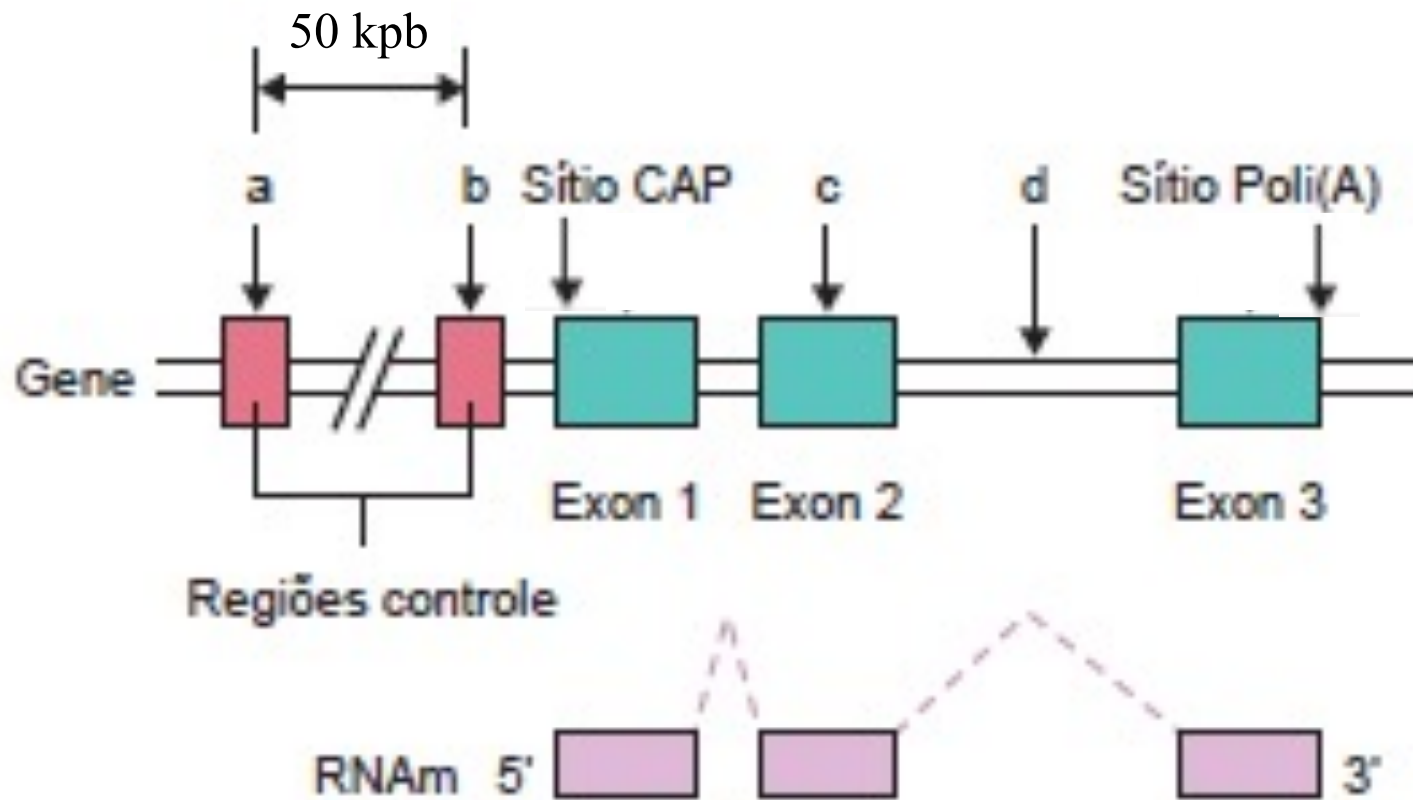 50 kpb
a b Sítio CAP c d Sítio Poli(A)
Gene
Exon 1 Exon 2 Exon 3
Regiões controle
RNAm 5' 3'